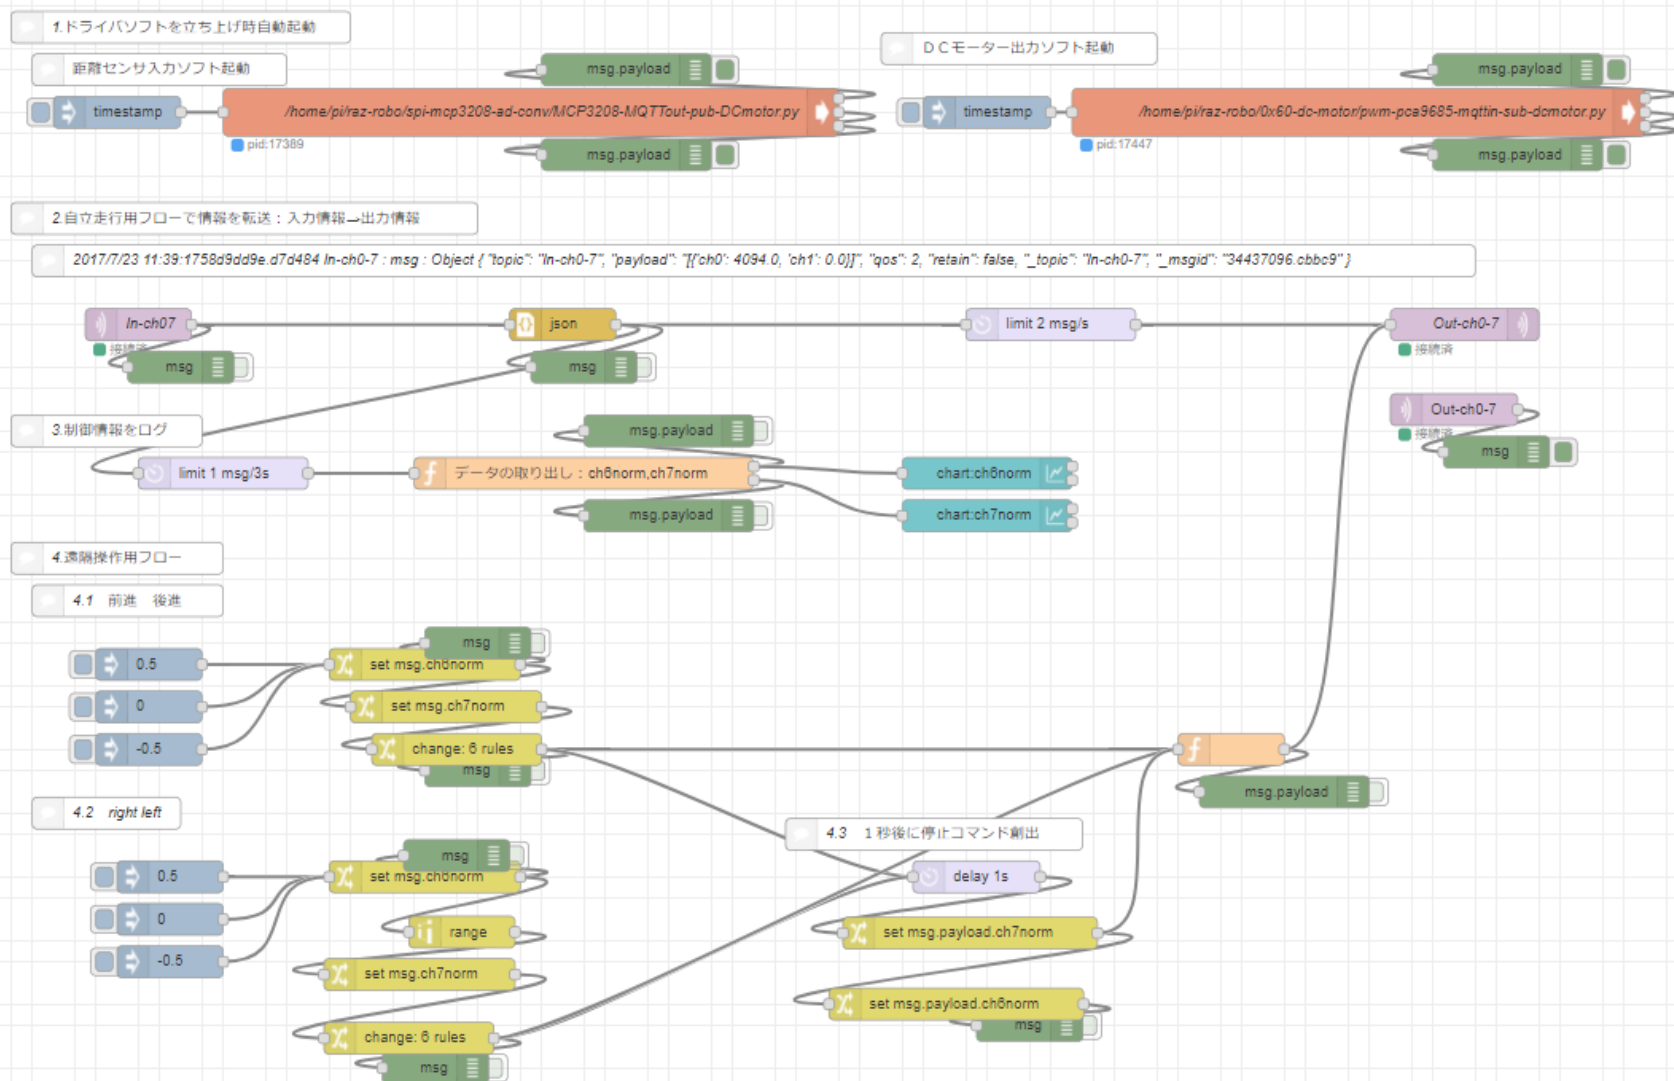 1.ドライバソフトを立ち上げ時自動起動
ＤＣモーター出力ソフト起動
距離センサ入力ソフト起動
msg.payload
msg.payload
timestamp
/home/pi/raz-robo/spi-mcp3208-ad-conv/MCP3208-MQTTout-pub-DCmotor.py
timestamp
/home/pi/raz-robo/0x60-dc-motor/pwm-pca9685-mqttin-sub-dcmotor.py
pid:17389
msg.payload
pid:17447
msg.payload
2.自立走行用フローで情報を転送：入力情報→出力情報
2017/7/23 11:39:1758d9dd9e.d7d484 In-ch0-7 : msg : Object { "topic": "In-ch0-7", "payload": "[{'ch0': 4094.0, 'ch1': 0.0}]", "qos": 2, "retain": false, "_topic": "In-ch0-7", "_msgid": "34437096.cbbc9" }
In-ch07
json
limit 2 msg/s
Out-ch0-7
接続済
接続済
msg
msg
Out-ch0-7
3.制御情報をログ
msg.payload
接続済
msg
limit 1 msg/3s
データの取り出し：ch6norm,ch7norm
chart:ch6norm
msg.payload
chart:ch7norm
4.遠隔操作用フロー
4.1　前進　後進
msg
0.5
set msg.ch6norm
0
set msg.ch7norm
-0.5
change: 6 rules
msg
msg.payload
4.2　right left
4.3　１秒後に停止コマンド創出
msg
0.5
set msg.ch6norm
delay 1s
0
range
set msg.payload.ch7norm
-0.5
set msg.ch7norm
set msg.payload.ch6norm
msg
change: 6 rules
msg